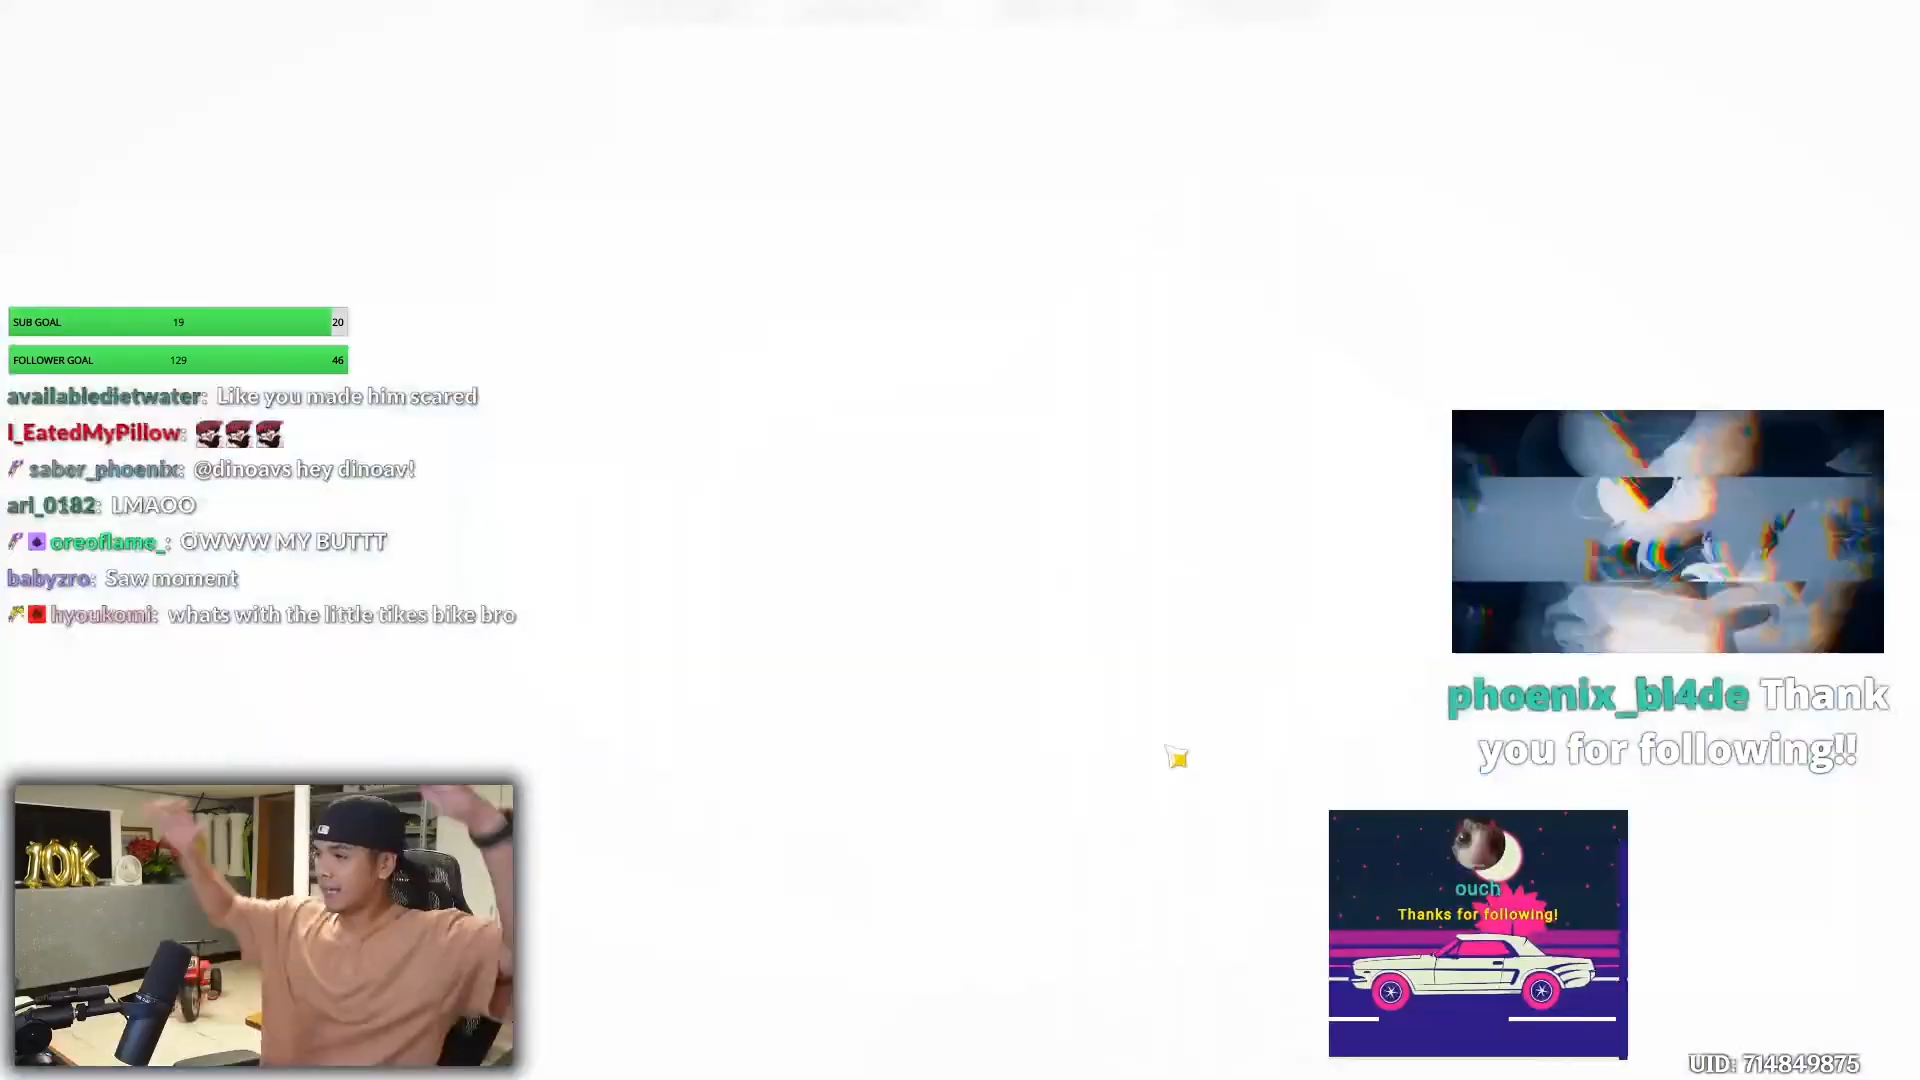 SUB GOAL 19 20
FOLLOWER GOAL 129 46
availabledietwater: Like you made him scared
I_EatedMyPillow:
sabor_phoenix: @dinoavs hey dinoav!
ari_0182: LMAOO
oreoflame_: OWWW MY BUTTT
babyzro: Saw moment
hyoukomi: whats with the little tikes bike bro
phoenix_bl4de Thank
you for following!!
10K
ouch
Thanks for following!
UID: 714849875